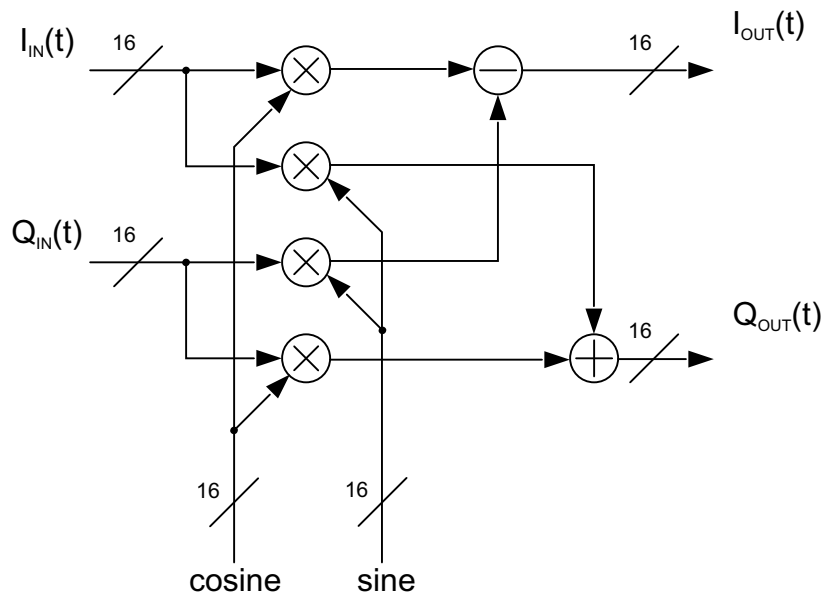 I_IN(t)
16
16
I_OUT(t)
Q_IN(t)
16
16
Q_OUT(t)
16
16
cosine
sine